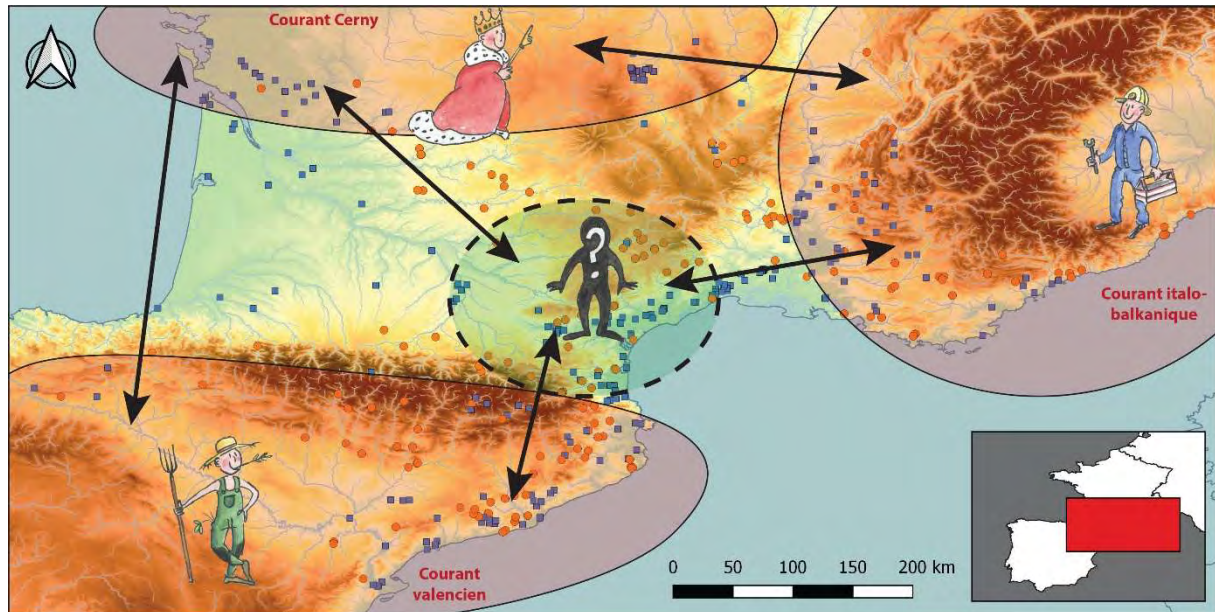 Courant Cerny
?
Courant italo-
balkanique
Courant
valencien
0 50 100 150 200 km